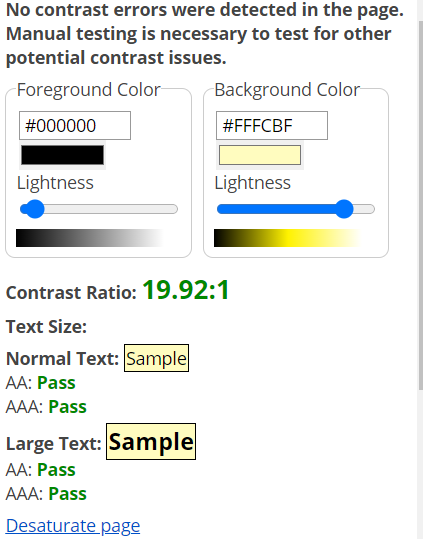 No contrast errors were detected in the page.
Manual testing is necessary to test for other
potential contrast issues.
Foreground Color
#000000
Lightness
Background Color
#FFFCBF
Lightness
Contrast Ratio: 19.92:1
Text Size:
Normal Text: Sample
AA: Pass
AAA: Pass
Large Text: Sample
AA: Pass
AAA: Pass
Desaturate page